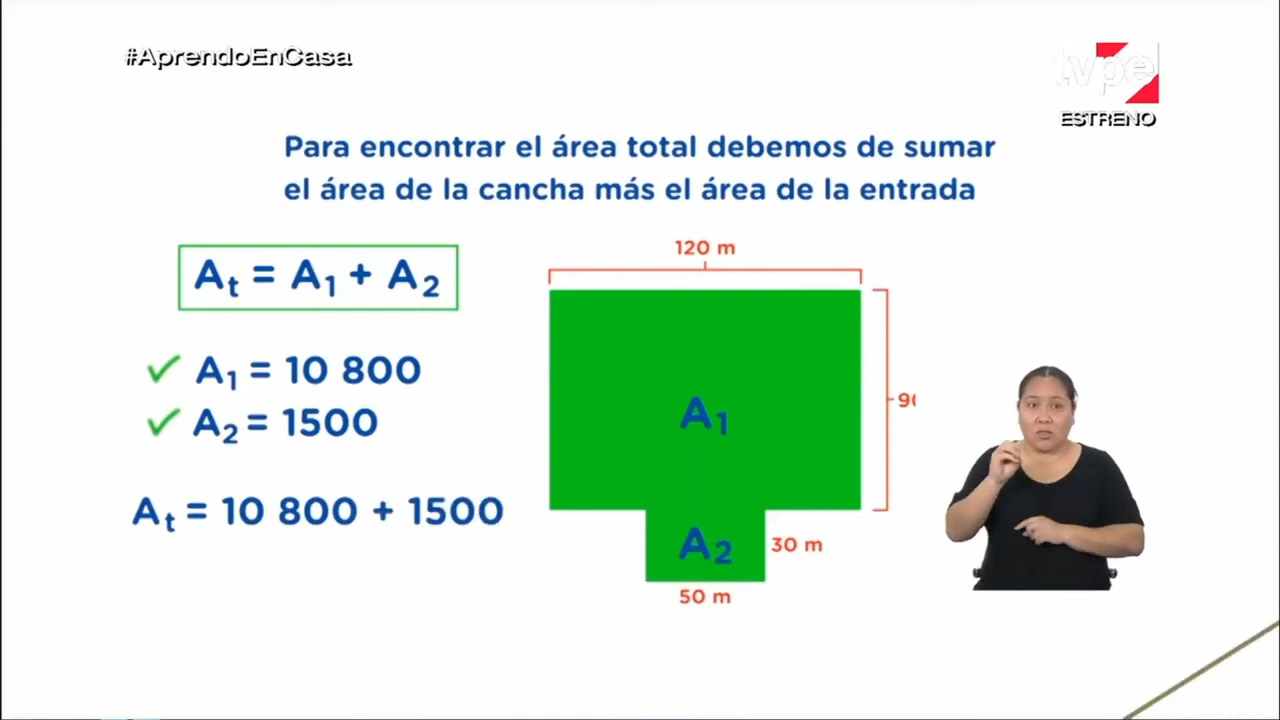 #AprendoEnCasa
tvpe
ESTRENO
Para encontrar el área total debemos de sumar
el área de la cancha más el área de la entrada
At = A1 + A2
✓ A1 = 10 800
✓ A2 = 1500
At = 10 800 + 1500
120 m
A1
A2
30 m
50 m